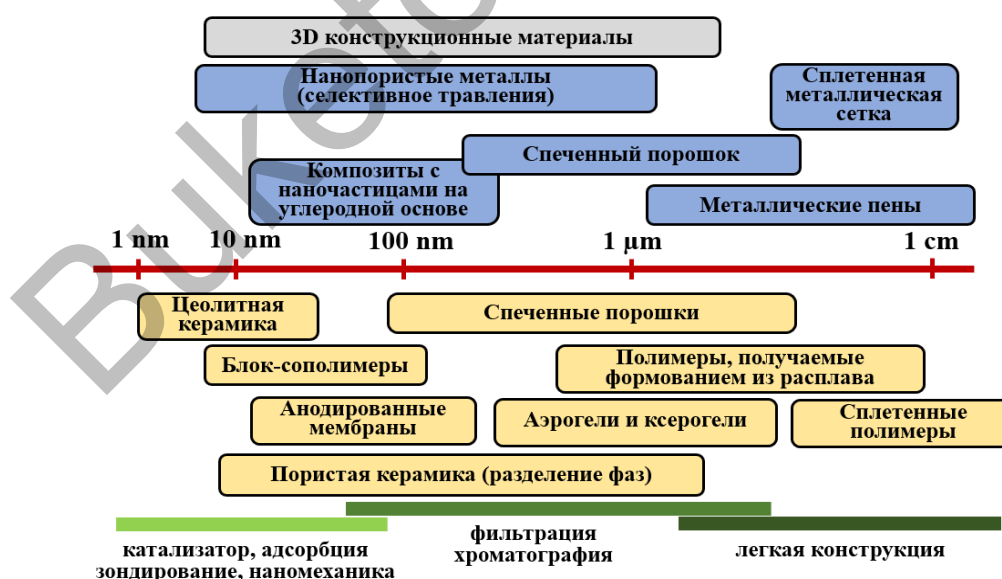 3D конструкционные материалы
Нанопористые металлы
(селективное травления)
Сплетенная
металлическая
сетка
Спеченный порошок
Композиты с
наночастицами на
углеродной основе
Металлические пены
1 nm
10 nm
100 nm
1 µm
1 cm
Цеолитная
керамика
Спеченные порошки
Блок-сополимеры
Полимеры, получаемые
формованием из расплава
Анодированные
мембраны
Аэрогели и ксерогели
Сплетенные
полимеры
Пористая керамика (разделение фаз)
катализатор, адсорбция
зондирование, наномеханика
фильтрация
хроматография
легкая конструкция